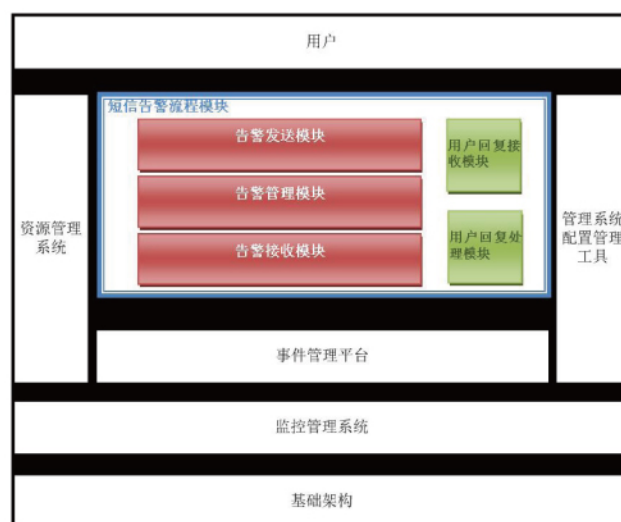 用户
短信告警流程模块
告警发送模块
用户回复接
收模块
告警管理模块
告警接收模块
用户回复处
理模块
资源管理
系统
管理系统
配置管理
工具
事件管理平台
监控管理系统
基础架构